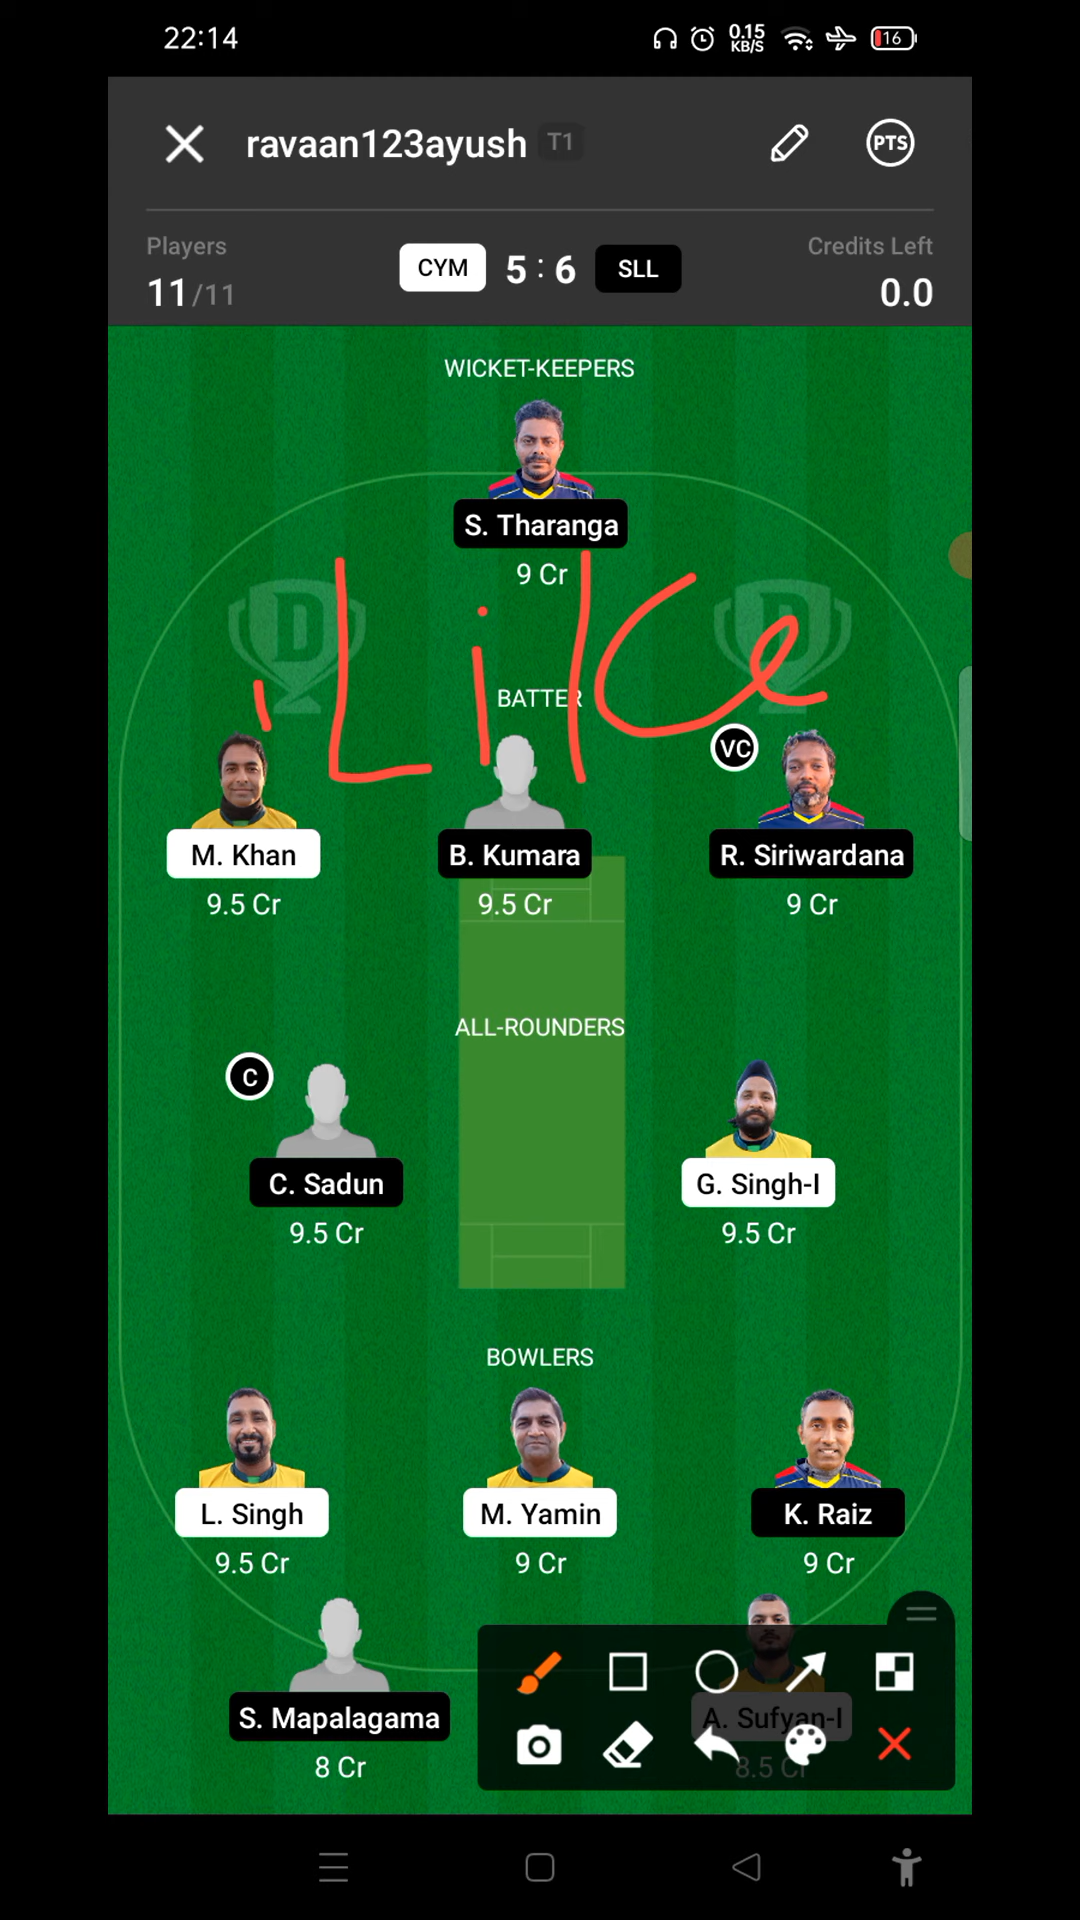 22:14 0.15 KB/S 16
ravaan123ayush T1 PTS
Players CYM 5 : 6 SLL Credits Left
11/11 0.0
WICKET-KEEPERS
S. Tharanga
9 Cr
D D
Like
BATTER
VC
M. Khan B. Kumara R. Siriwardana
9.5 Cr 9.5 Cr 9 Cr
ALL-ROUNDERS
C
C. Sadun G. Singh-I
9.5 Cr 9.5 Cr
BOWLERS
L. Singh M. Yamin K. Raiz
9.5 Cr 9 Cr 9 Cr
S. Mapalagama A. Sufyan-I
8 Cr 8.5 Cr